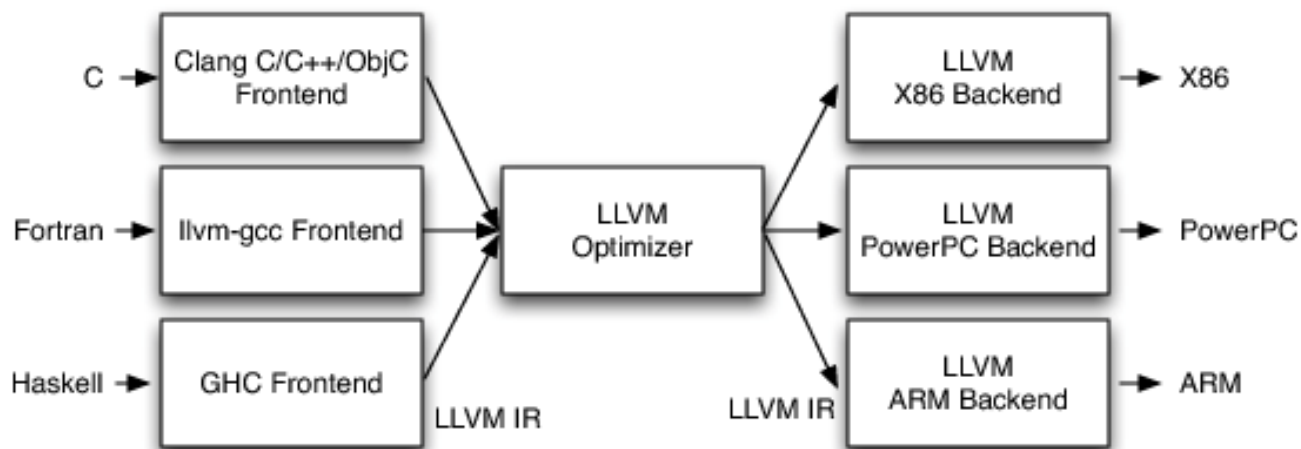 C
Clang C/C++/ObjC
Frontend
LLVM
X86 Backend
X86
Fortran
llvm-gcc Frontend
LLVM
Optimizer
LLVM
PowerPC Backend
PowerPC
Haskell
GHC Frontend
LLVM IR
LLVM IR
LLVM
ARM Backend
ARM